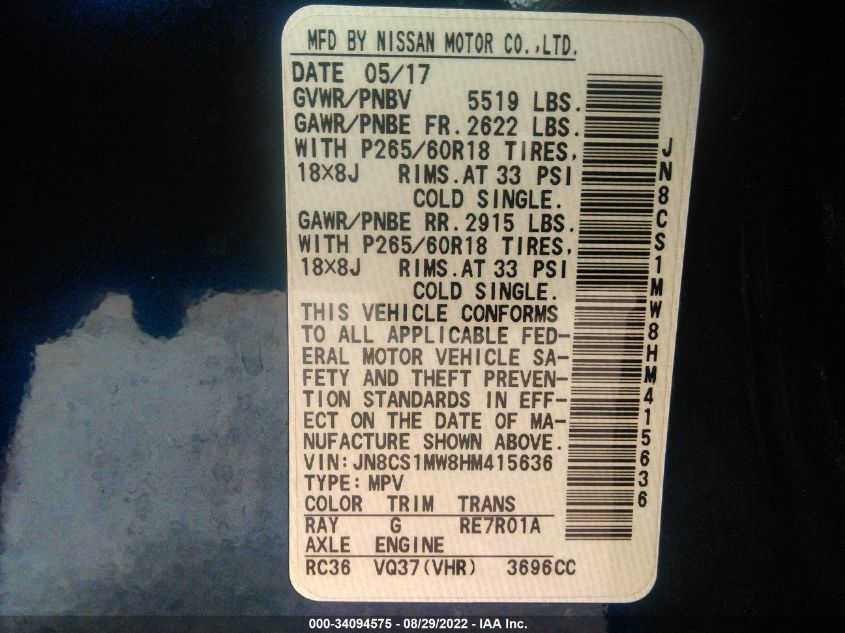 MFD BY NISSAN MOTOR CO.,LTD.
DATE 05/17
GVWR/PNBV 5519 LBS.
GAWR/PNBE FR. 2622 LBS.
WITH P265/60R18 TIRES,
18×8J RIMS.AT 33 PSI
COLD SINGLE.
GAWR/PNBE RR. 2915 LBS.
WITH P265/60R18 TIRES,
18×8J RIMS.AT 33 PSI
COLD SINGLE.
THIS VEHICLE CONFORMS
TO ALL APPLICABLE FED-
ERAL MOTOR VEHICLE SA-
FETY AND THEFT PREVEN-
TION STANDARDS IN EFF-
ECT ON THE DATE OF MA-
NUFACTURE SHOWN ABOVE.
VIN:JN8CS1MW8HM415636
TYPE:MPV
COLOR TRIM TRANS
RAY G RE7R01A
AXLE ENGINE
RC36 VQ37(VHR) 3696CC
JN8CS1MW8HM415636
000-34094575 - 08/29/2022 - IAA Inc.